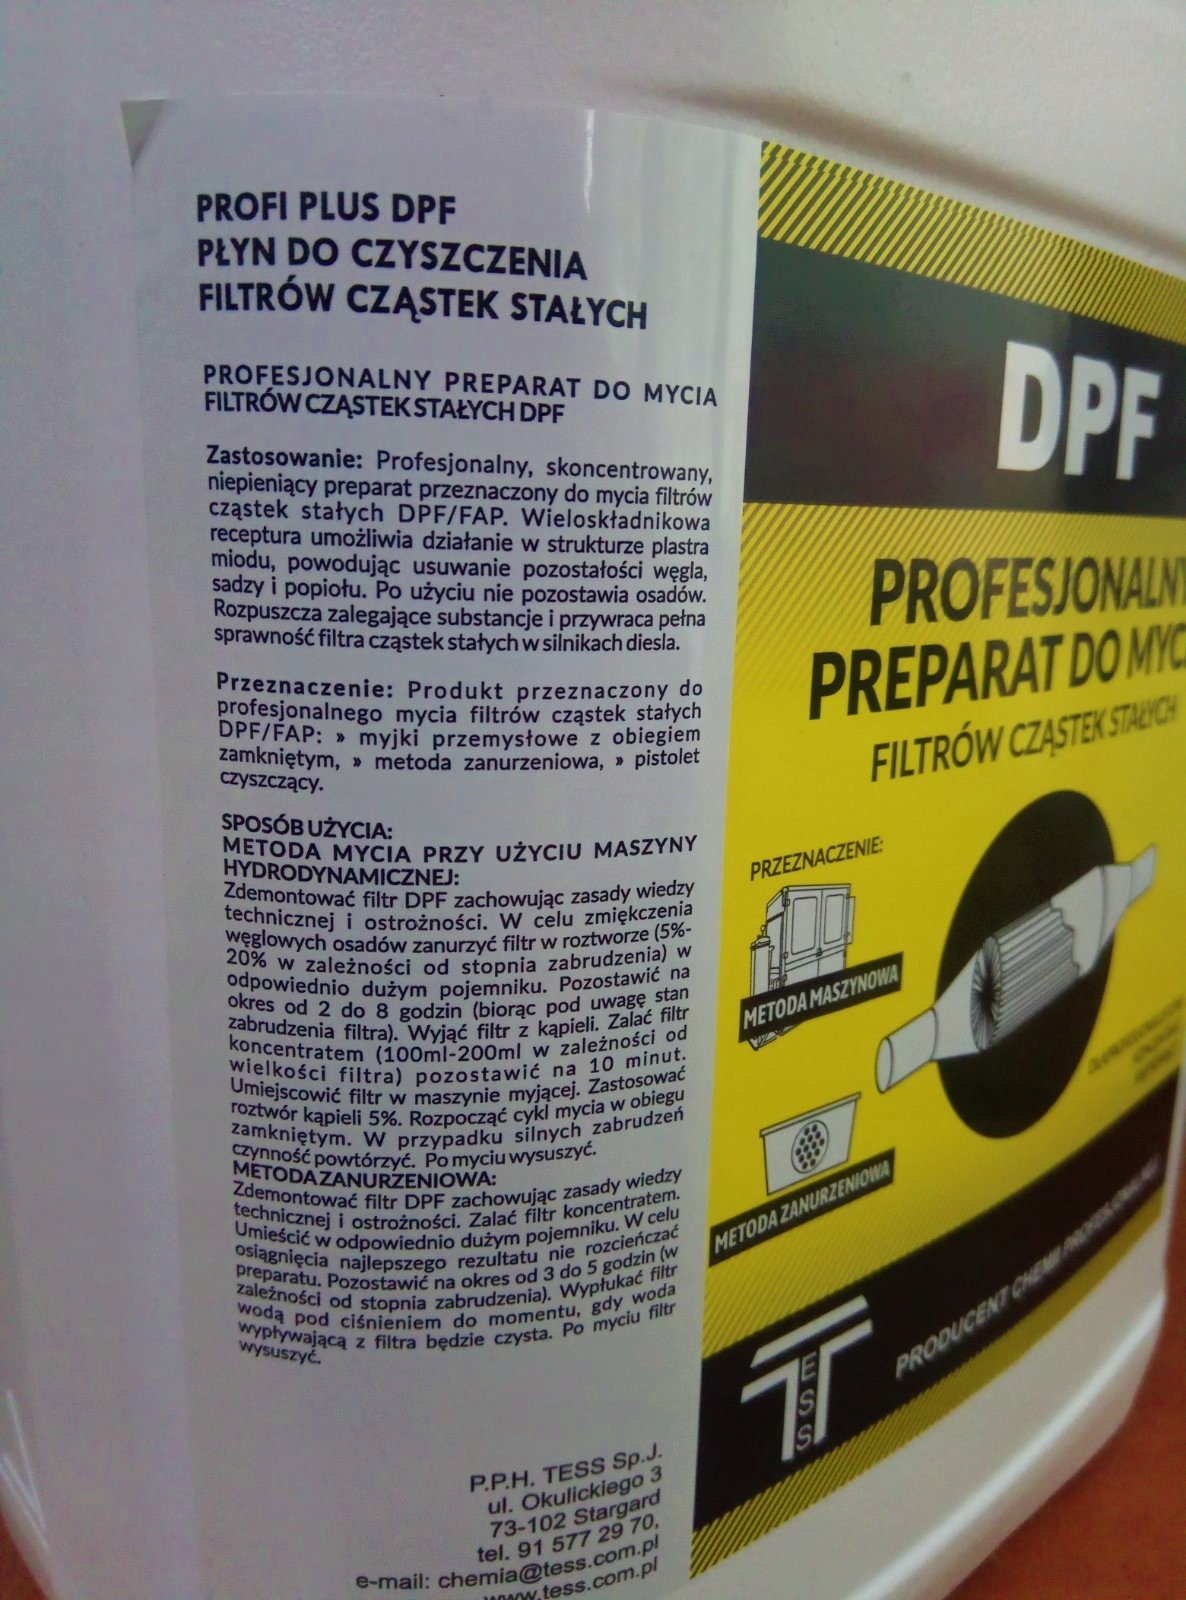 PROFI PLUS DPF
PŁYN DO CZYSZCZENIA
FILTRÓW CZĄSTEK STAŁYCH
PROFESJONALNY PREPARAT DO MYCIA
FILTRÓW CZĄSTEK STAŁYCH DPF
Zastosowanie: Profesjonalny, skoncentrowany,
niepieniący preparat przeznaczony do mycia filtrów
cząstek stałych DPF/FAP. Wieloskładnikowa
receptura umożliwia działanie w strukturze plastra
miodu, powodując usuwanie pozostałości węgla,
sadzy i popiołu. Po użyciu nie pozostawia osadów.
Rozpuszcza zalegające substancje i przywraca pełna
sprawność filtra cząstek stałych w silnikach diesla.
Przeznaczenie: Produkt przeznaczony do
profesjonalnego mycia filtrów cząstek stałych
DPF/FAP: » myjki przemysłowe z obiegiem
zamkniętym, » metoda zanurzeniowa, » pistolet
czyszczący.
SPOSÓB UŻYCIA:
METODA MYCIA PRZY UŻYCIU MASZYNY
HYDRODYNAMICZNEJ:
Zdemontować filtr DPF zachowując zasady wiedzy
technicznej i ostrożności. W celu zmiękczenia
węglowych osadów zanurzyć filtr w roztworze (5%-
20% w zależności od stopnia zabrudzenia) w
odpowiednio dużym pojemniku. Pozostawić na
okres od 2 do 8 godzin (biorąc pod uwagę stan
zabrudzenia filtra). Wyjąć filtr z kąpieli. Zalać filtr
koncentratem (100ml-200ml w zależności od
wielkości filtra) pozostawić na 10 minut.
Umiejscowić filtr w maszynie myjącej. Zastosować
roztwór kąpieli 5%. Rozpocząć cykl mycia w obiegu
zamkniętym. W przypadku silnych zabrudzeń
czynność powtórzyć. Po myciu wysuszyć.
METODA ZANURZENIOWA:
Zdemontować filtr DPF zachowując zasady wiedzy
technicznej i ostrożności. Zalać filtr koncentratem.
Umieścić w odpowiednio dużym pojemniku. W celu
osiągnięcia najlepszego rezultatu nie rozcieńczać
preparatu. Pozostawić na okres od 3 do 5 godzin (w
zależności od stopnia zabrudzenia). Wypłukać filtr
wodą pod ciśnieniem do momentu, gdy woda
wypływającą z filtra będzie czysta. Po myciu filtr
wysuszyć.
P.P.H. TESS Sp.J.
ul. Okulickiego 3
73-102 Stargard
tel. 91 577 29 70,
e-mail: chemia@tess.com.pl
www.tess.com.pl
DPF
PROFESJONALNY
PREPARAT DO MYC
FILTRÓW CZĄSTEK STAŁYCH
PRZEZNACZENIE:
METODA MASZYNOWA
METODA ZANURZENIOWA
TESS
PRODUCENT CHEMII PROFESJONALNEJ